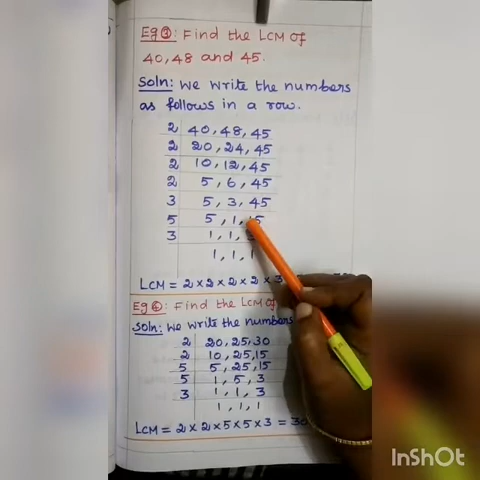 Eg ③: Find the LCM of
40, 48 and 45.
Soln: We write the numbers
as follows in a row.
2 40, 48, 45
2 20, 24, 45
2 10, 12, 45
2 5, 6, 45
3 5, 3, 45
5 5, 1, 15
3 1, 1,
1, 1, 1
LCM = 2 × 2 × 2 × 2 × 3
Eg ④: Find the LCM of
Soln: We write the numbers
2 20, 25, 30
2 10, 25, 15
5 5, 25, 15
5 1, 5, 3
3 1, 1, 3
1, 1, 1
LCM = 2 × 2 × 5 × 5 × 3 = 30
InShOt